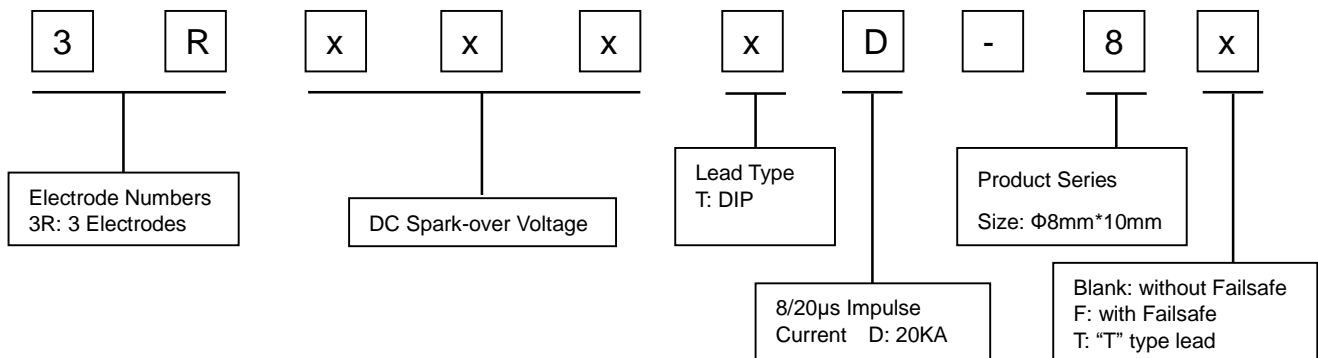 3 R x x x x D - 8 x
Electrode Numbers
3R: 3 Electrodes
DC Spark-over Voltage
Lead Type
T: DIP
8/20μs Impulse
Current D: 20KA
Product Series
Size: Φ8mm*10mm
Blank: without Failsafe
F: with Failsafe
T: “T” type lead